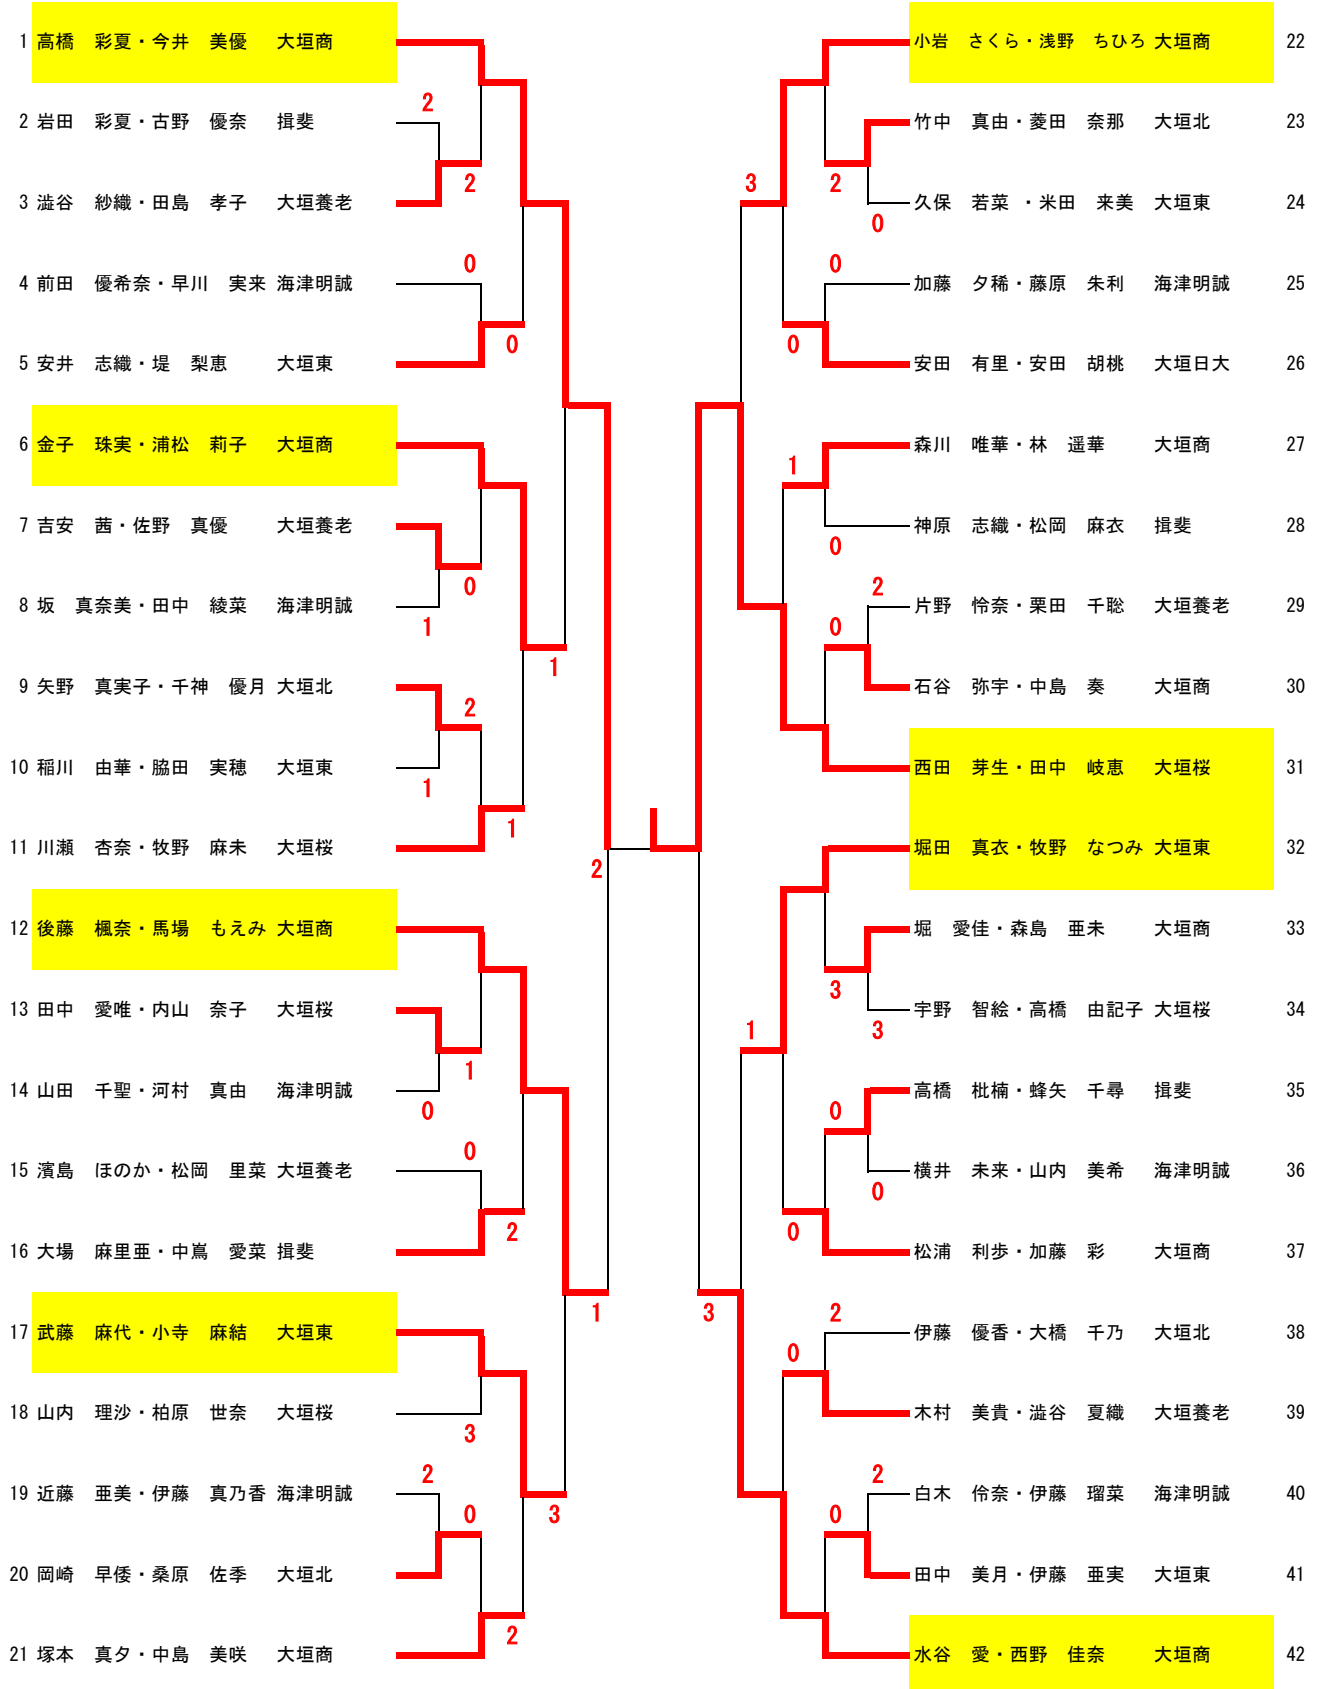 1 高橋　彩夏・今井　美優　大垣商
2 岩田　彩夏・古野　優奈　揖斐
3 澁谷　紗織・田島　孝子　大垣養老
4 前田　優希奈・早川　実来 海津明誠
5 安井　志織・堤　梨恵　大垣東
6 金子　珠実・浦松　莉子　大垣商
7 吉安　茜・佐野　真優　大垣養老
8 坂　真奈美・田中　綾菜　海津明誠
9 矢野　真実子・千神　優月 大垣北
10 稲川　由華・脇田　実穂　大垣東
11 川瀬　杏奈・牧野　麻未　大垣桜
12 後藤　楓奈・馬場　もえみ 大垣商
13 田中　愛唯・内山　奈子　大垣桜
14 山田　千聖・河村　真由　海津明誠
15 濱島　ほのか・松岡　里菜 大垣養老
16 大場　麻里亜・中嶌　愛菜 揖斐
17 武藤　麻代・小寺　麻結　大垣東
18 山内　理沙・柏原　世奈　大垣桜
19 近藤　亜美・伊藤　真乃香 海津明誠
20 岡崎　早倭・桑原　佐季　大垣北
21 塚本　真夕・中島　美咲　大垣商
2
2
0
0
0
1
1
2
1
1
2
1
0
0
2
1
3
2
0
3
2
小岩　さくら・浅野　ちひろ 大垣商 22
竹中　真由・菱田　奈那　大垣北 23
久保　若菜 ・米田　来美　大垣東 24
加藤　夕稀・藤原　朱利　海津明誠 25
安田　有里・安田　胡桃　大垣日大 26
森川　唯華・林　遥華　大垣商 27
神原　志織・松岡　麻衣　揖斐 28
片野　怜奈・栗田　千聡　大垣養老 29
石谷　弥宇・中島　奏　大垣商 30
西田　芽生・田中　岐恵　大垣桜 31
堀田　真衣・牧野　なつみ 大垣東 32
堀　愛佳・森島　亜未　大垣商 33
宇野　智絵・高橋　由記子 大垣桜 34
高橋　枇楠・蜂矢　千尋　揖斐 35
横井　未来・山内　美希　海津明誠 36
松浦　利歩・加藤　彩　大垣商 37
伊藤　優香・大橋　千乃　大垣北 38
木村　美貴・澁谷　夏織　大垣養老 39
白木　伶奈・伊藤　瑠菜　海津明誠 40
田中　美月・伊藤　亜実　大垣東 41
水谷　愛・西野　佳奈　大垣商 42
3
2
0
0
0
1
0
2
0
3
1
3
0
0
0
3
2
0
2
0